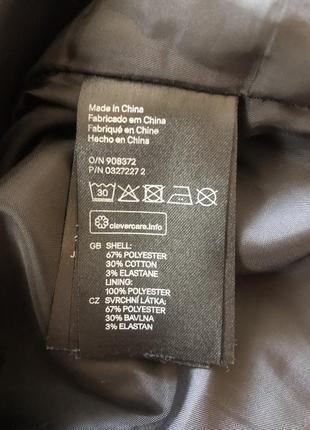 Made in China
Fabricado em China
Fabriqué en Chine
Hecho en China
O/N 908372
P/N 0327227 2
30
clevercare.info
GB SHELL:
67% POLYESTER
30% COTTON
3% ELASTANE
LINING:
100% POLYESTER
CZ SVRCHNÍ LÁTKA:
67% POLYESTER
30% BAVLNA
3% ELASTAN